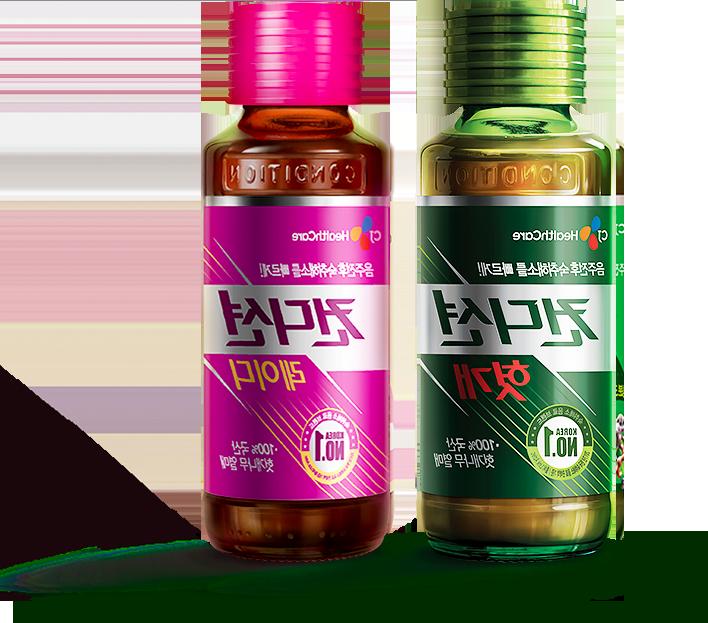 CONDITION
CJ HealthCare
음주전후 숙취해소를 빠르게!!
컨디션
레이디
KOREA
NO.1
· 100% 국산
헛개나무 열매
CONDITION
CJ HealthCare
음주전후 숙취해소를 빠르게!!
컨디션
헛개
KOREA
NO.1
· 100% 국산
헛개나무 열매